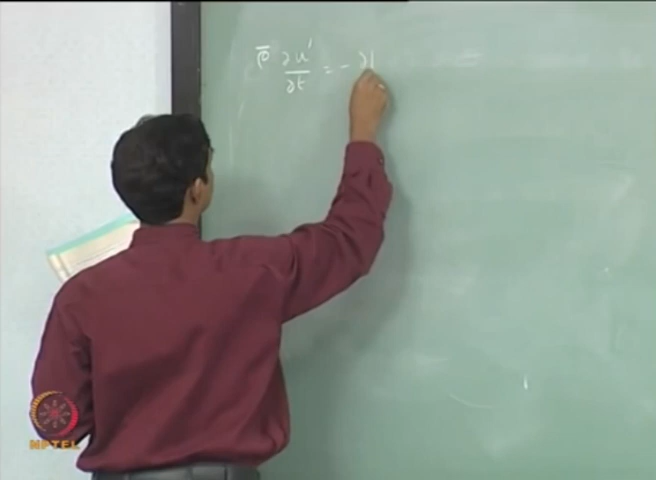 ρ̄ ∂u'/∂t = - ∂
NPTEL